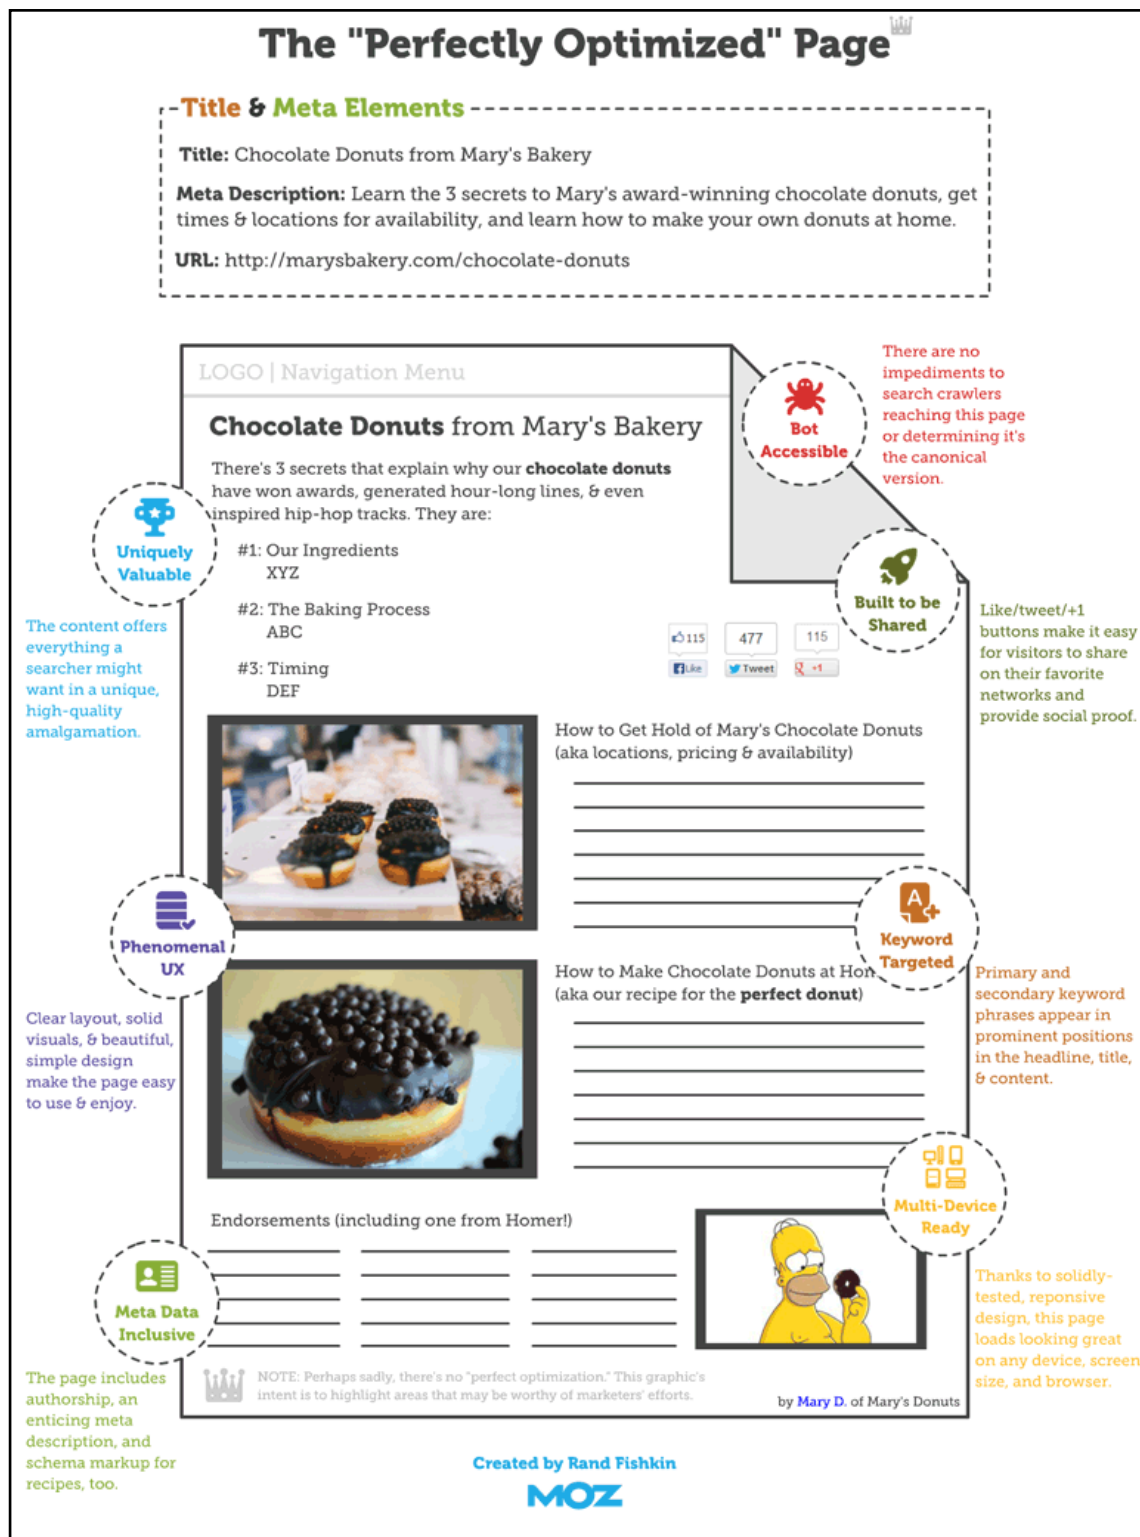 The "Perfectly Optimized" Page
Title & Meta Elements
Title: Chocolate Donuts from Mary's Bakery
Meta Description: Learn the 3 secrets to Mary's award-winning chocolate donuts, get
times & locations for availability, and learn how to make your own donuts at home.
URL: http://marysbakery.com/chocolate-donuts
LOGO | Navigation Menu
Chocolate Donuts from Mary's Bakery
There's 3 secrets that explain why our chocolate donuts
have won awards, generated hour-long lines, & even
inspired hip-hop tracks. They are:
#1: Our Ingredients
XYZ
#2: The Baking Process
ABC
#3: Timing
DEF
Bot
Accessible
There are no
impediments to
search crawlers
reaching this page
or determining it's
the canonical
version.
Uniquely
Valuable
The content offers
everything a
searcher might
want in a unique,
high-quality
amalgamation.
Built to be
Shared
Like/tweet/+1
buttons make it easy
for visitors to share
on their favorite
networks and
provide social proof.
115 477 115
Like Tweet +1
How to Get Hold of Mary's Chocolate Donuts
(aka locations, pricing & availability)
Phenomenal
UX
Clear layout, solid
visuals, & beautiful,
simple design
make the page easy
to use & enjoy.
A
Keyword
Targeted
Primary and
secondary keyword
phrases appear in
prominent positions
in the headline, title,
& content.
How to Make Chocolate Donuts at Hon
(aka our recipe for the perfect donut)
Multi-Device
Ready
Thanks to solidly-
tested, reponsive
design, this page
loads looking great
on any device, screen
size, and browser.
Endorsements (including one from Homer!)
Meta Data
Inclusive
The page includes
authorship, an
enticing meta
description, and
schema markup for
recipes, too.
NOTE: Perhaps sadly, there's no "perfect optimization." This graphic's
intent is to highlight areas that may be worthy of marketers' efforts.
by Mary D. of Mary's Donuts
Created by Rand Fishkin
MOZ